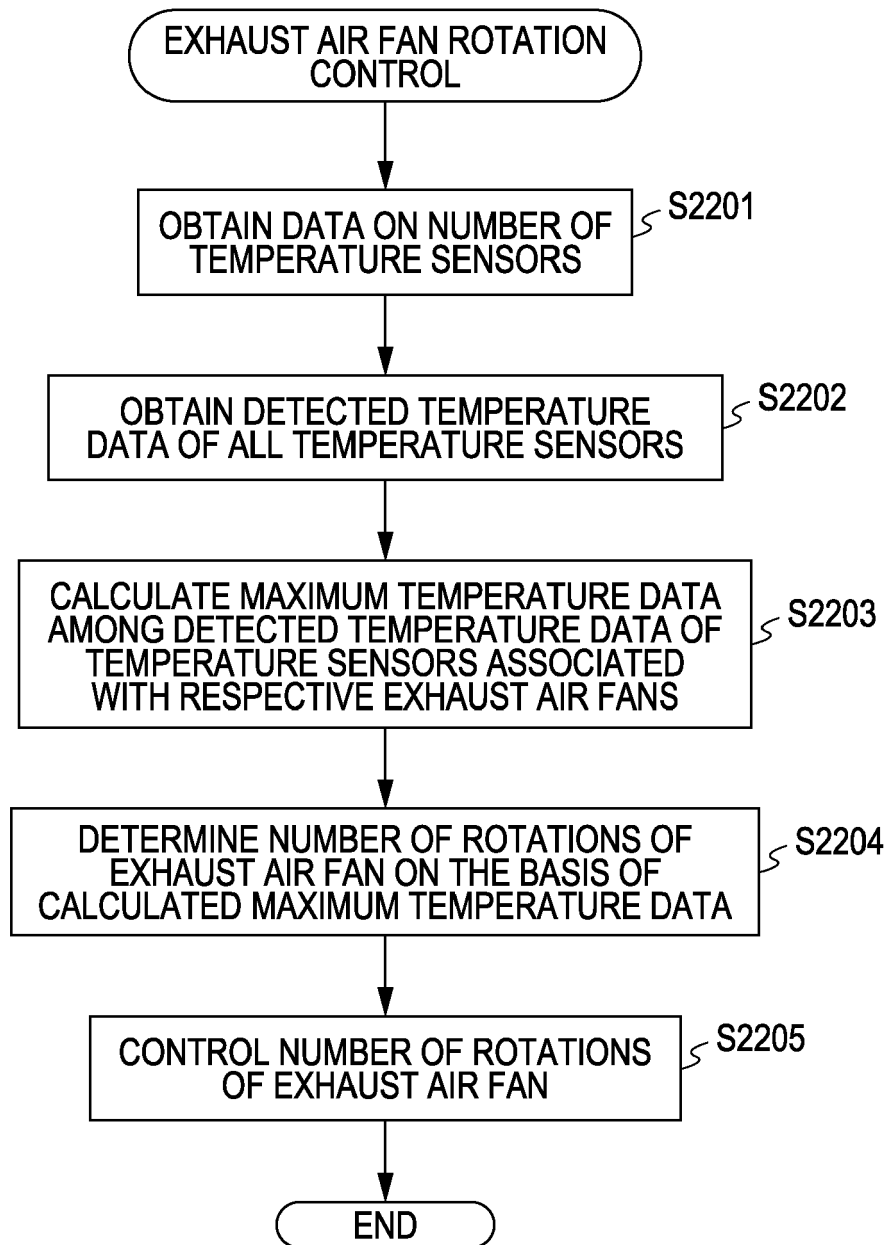 EXHAUST AIR FAN ROTATION
CONTROL
OBTAIN DATA ON NUMBER OF
TEMPERATURE SENSORS
S2201
OBTAIN DETECTED TEMPERATURE
DATA OF ALL TEMPERATURE SENSORS
S2202
CALCULATE MAXIMUM TEMPERATURE DATA
AMONG DETECTED TEMPERATURE DATA OF
TEMPERATURE SENSORS ASSOCIATED
WITH RESPECTIVE EXHAUST AIR FANS
S2203
DETERMINE NUMBER OF ROTATIONS OF
EXHAUST AIR FAN ON THE BASIS OF
CALCULATED MAXIMUM TEMPERATURE DATA
S2204
CONTROL NUMBER OF ROTATIONS
OF EXHAUST AIR FAN
S2205
END